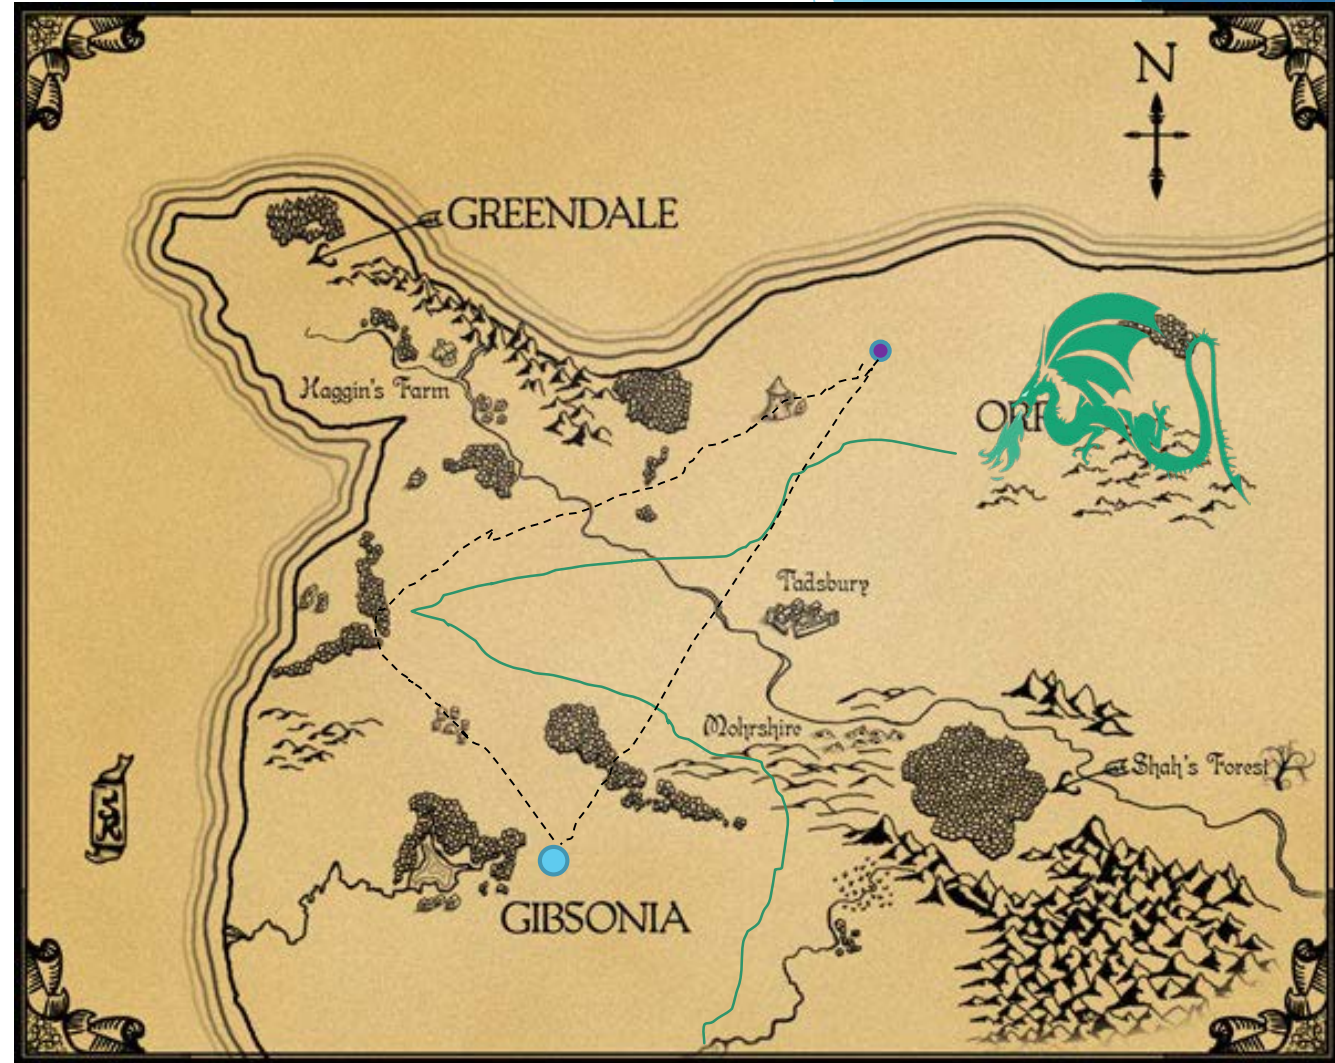 N
GREENDALE
Haggin's Farm
Tadsbury
Mohrshire
Shah's Forest
GIBSONIA